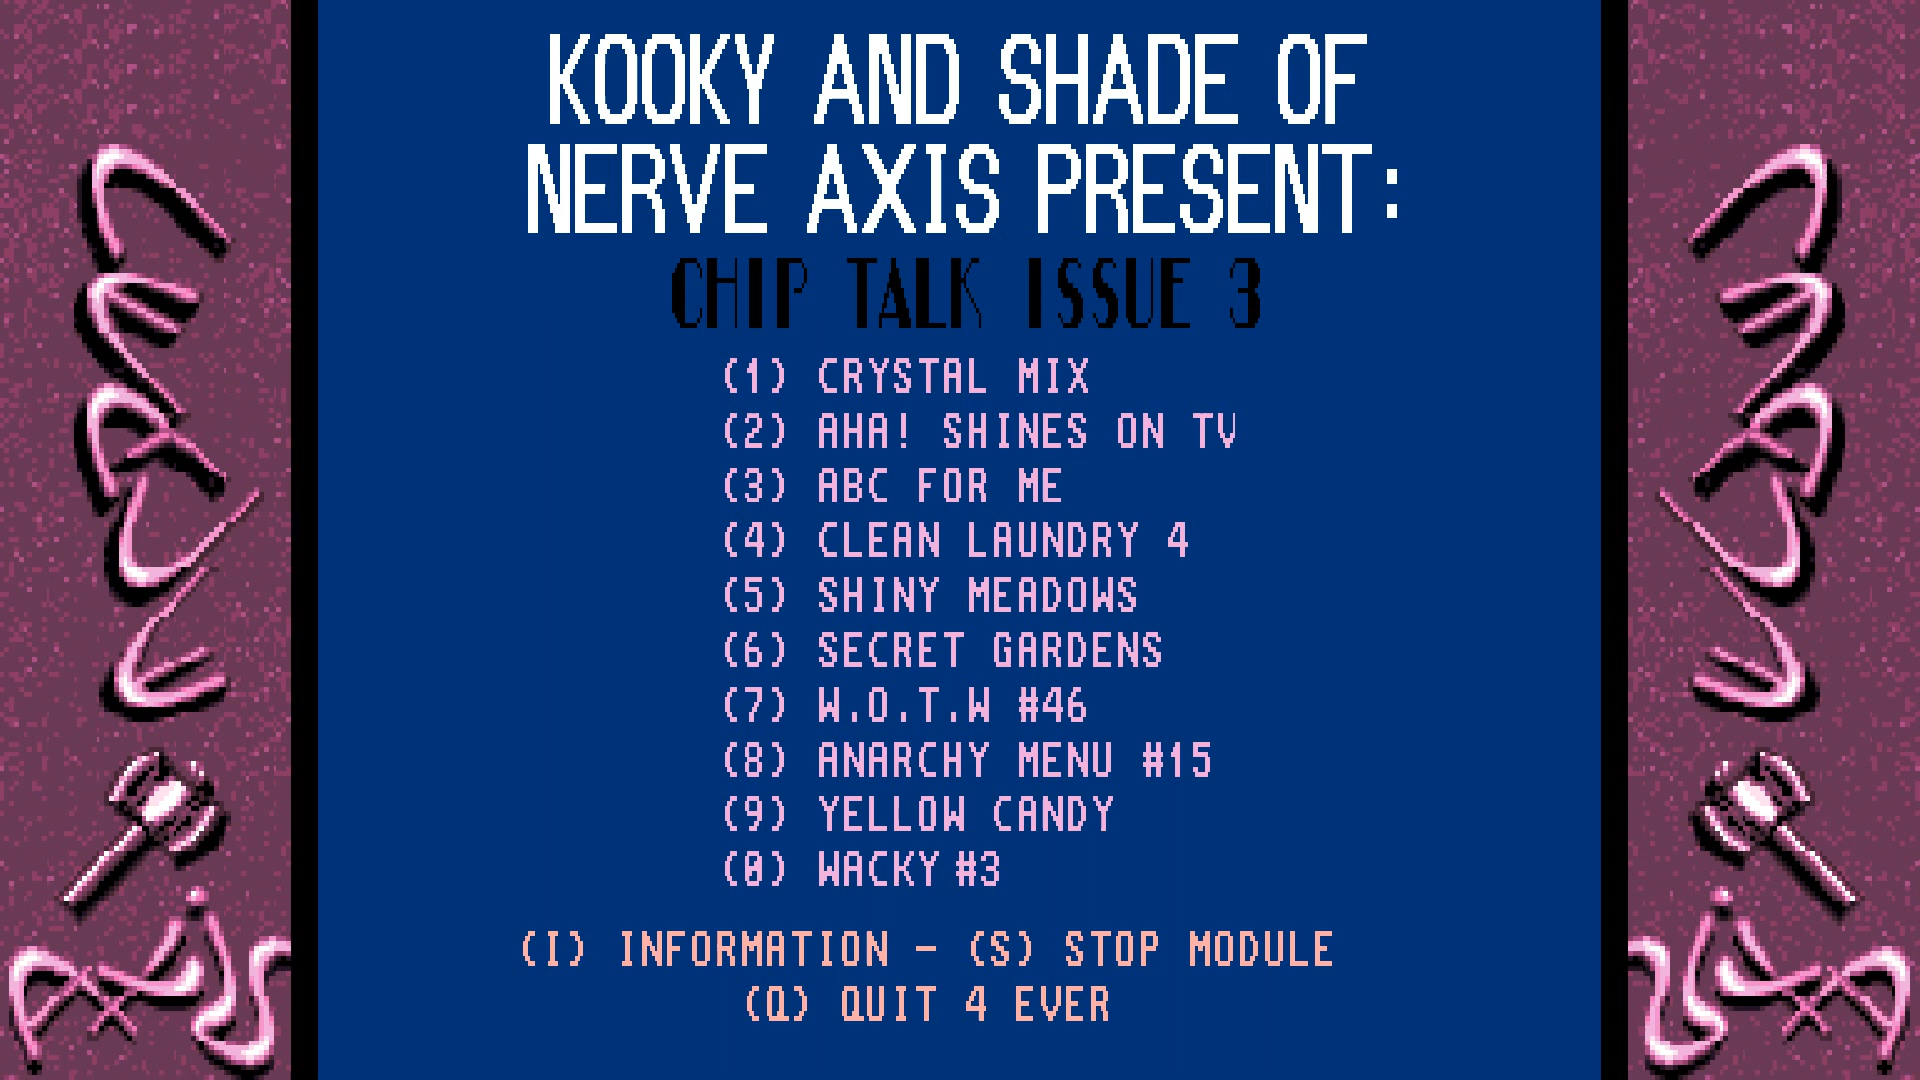 KOOKY AND SHADE OF
NERVE AXIS PRESENT:
CHIP TALK ISSUE 3
(1) CRYSTAL MIX
(2) AHA! SHINES ON TV
(3) ABC FOR ME
(4) CLEAN LAUNDRY 4
(5) SHINY MEADOWS
(6) SECRET GARDENS
(7) W.O.T.W #46
(8) ANARCHY MENU #15
(9) YELLOW CANDY
(0) WACKY #3
(I) INFORMATION - (S) STOP MODULE
(Q) QUIT 4 EVER
NERVE
AXIS